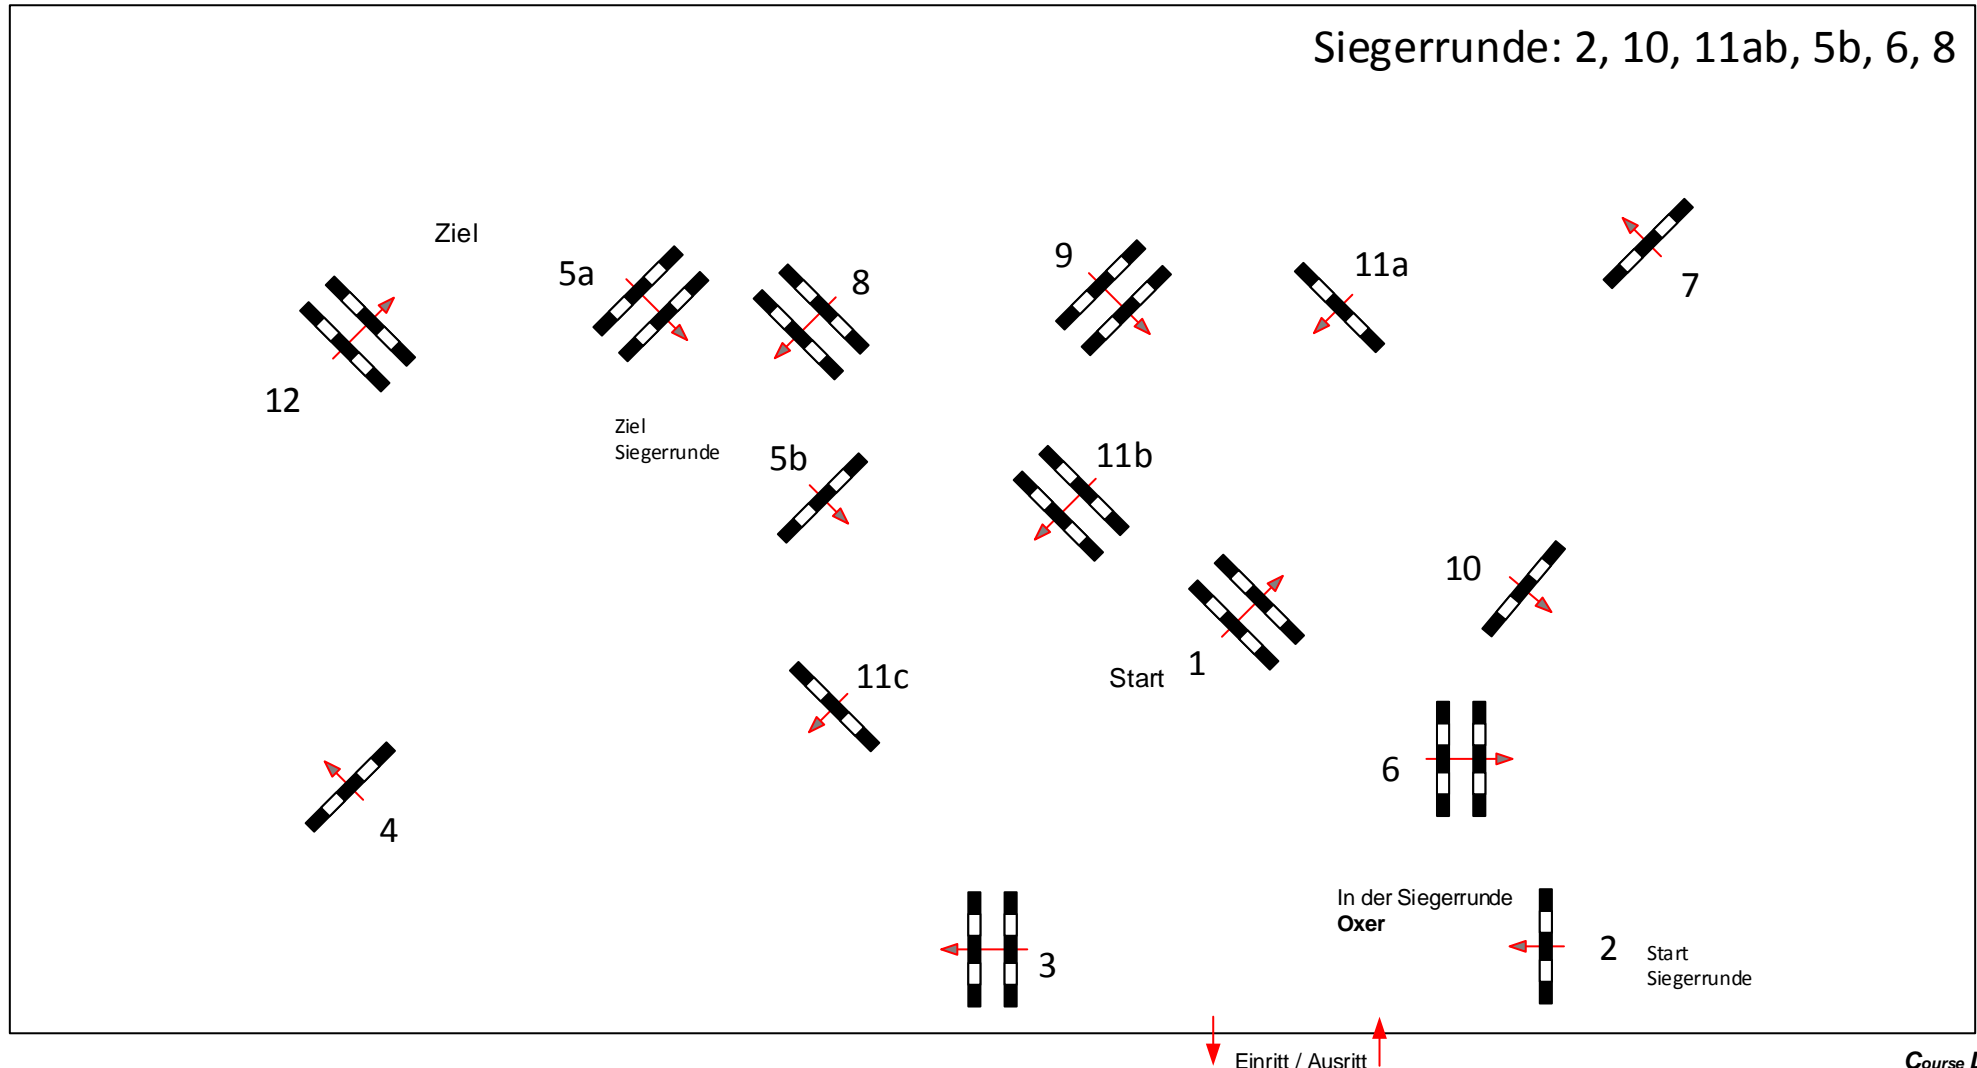 Siegerrunde: 2, 10, 11ab, 5b, 6, 8
Ziel
5a
8
9
11a
7
12
Ziel
Siegerrunde
5b
11b
10
Start
1
11c
6
4
In der Siegerrunde
Oxer
3
2
Start
Siegerrunde
Einritt / Ausritt
Course